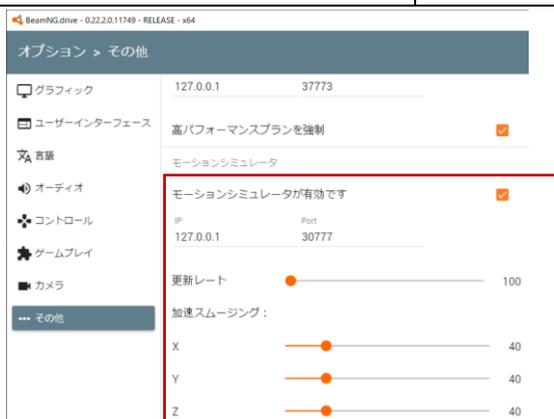 BeamNG.drive - 0.22.2.0.11749 - RELEASE - x64
オプション > その他
グラフィック
ユーザーインターフェース
言語
オーディオ
コントロール
ゲームプレイ
カメラ
その他
127.0.0.1 37773
高パフォーマンスプランを強制
モーションシミュレータ
モーションシミュレータが有効です
IP Port
127.0.0.1 30777
更新レート 100
加速スムージング：
X 40
Y 40
Z 40